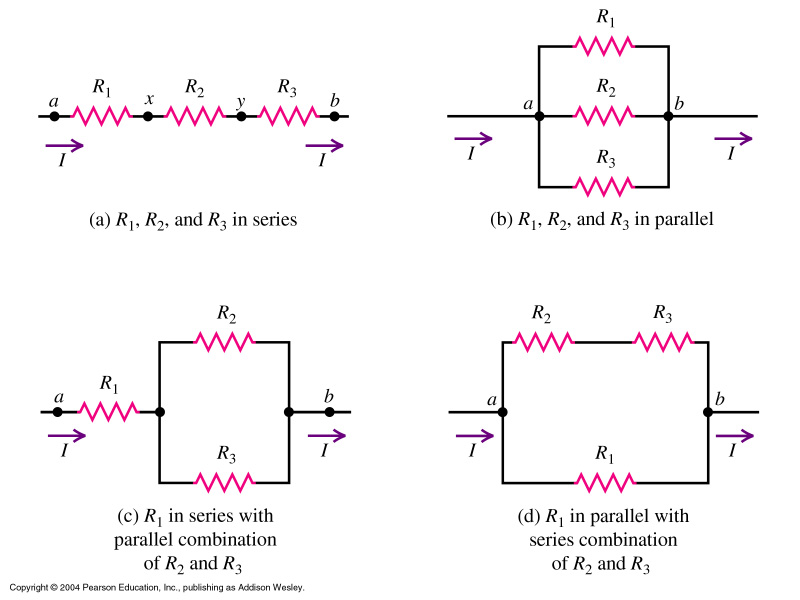 R1 R2 R3
a x y b
I I
(a) R1, R2, and R3 in series
R1
R2
a b
R3
I I
(b) R1, R2, and R3 in parallel
R2
R1
a b
I I
R3
(c) R1 in series with
parallel combination
of R2 and R3
R2 R3
a b
I I
R1
(d) R1 in parallel with
series combination
of R2 and R3
Copyright © 2004 Pearson Education, Inc., publishing as Addison Wesley.